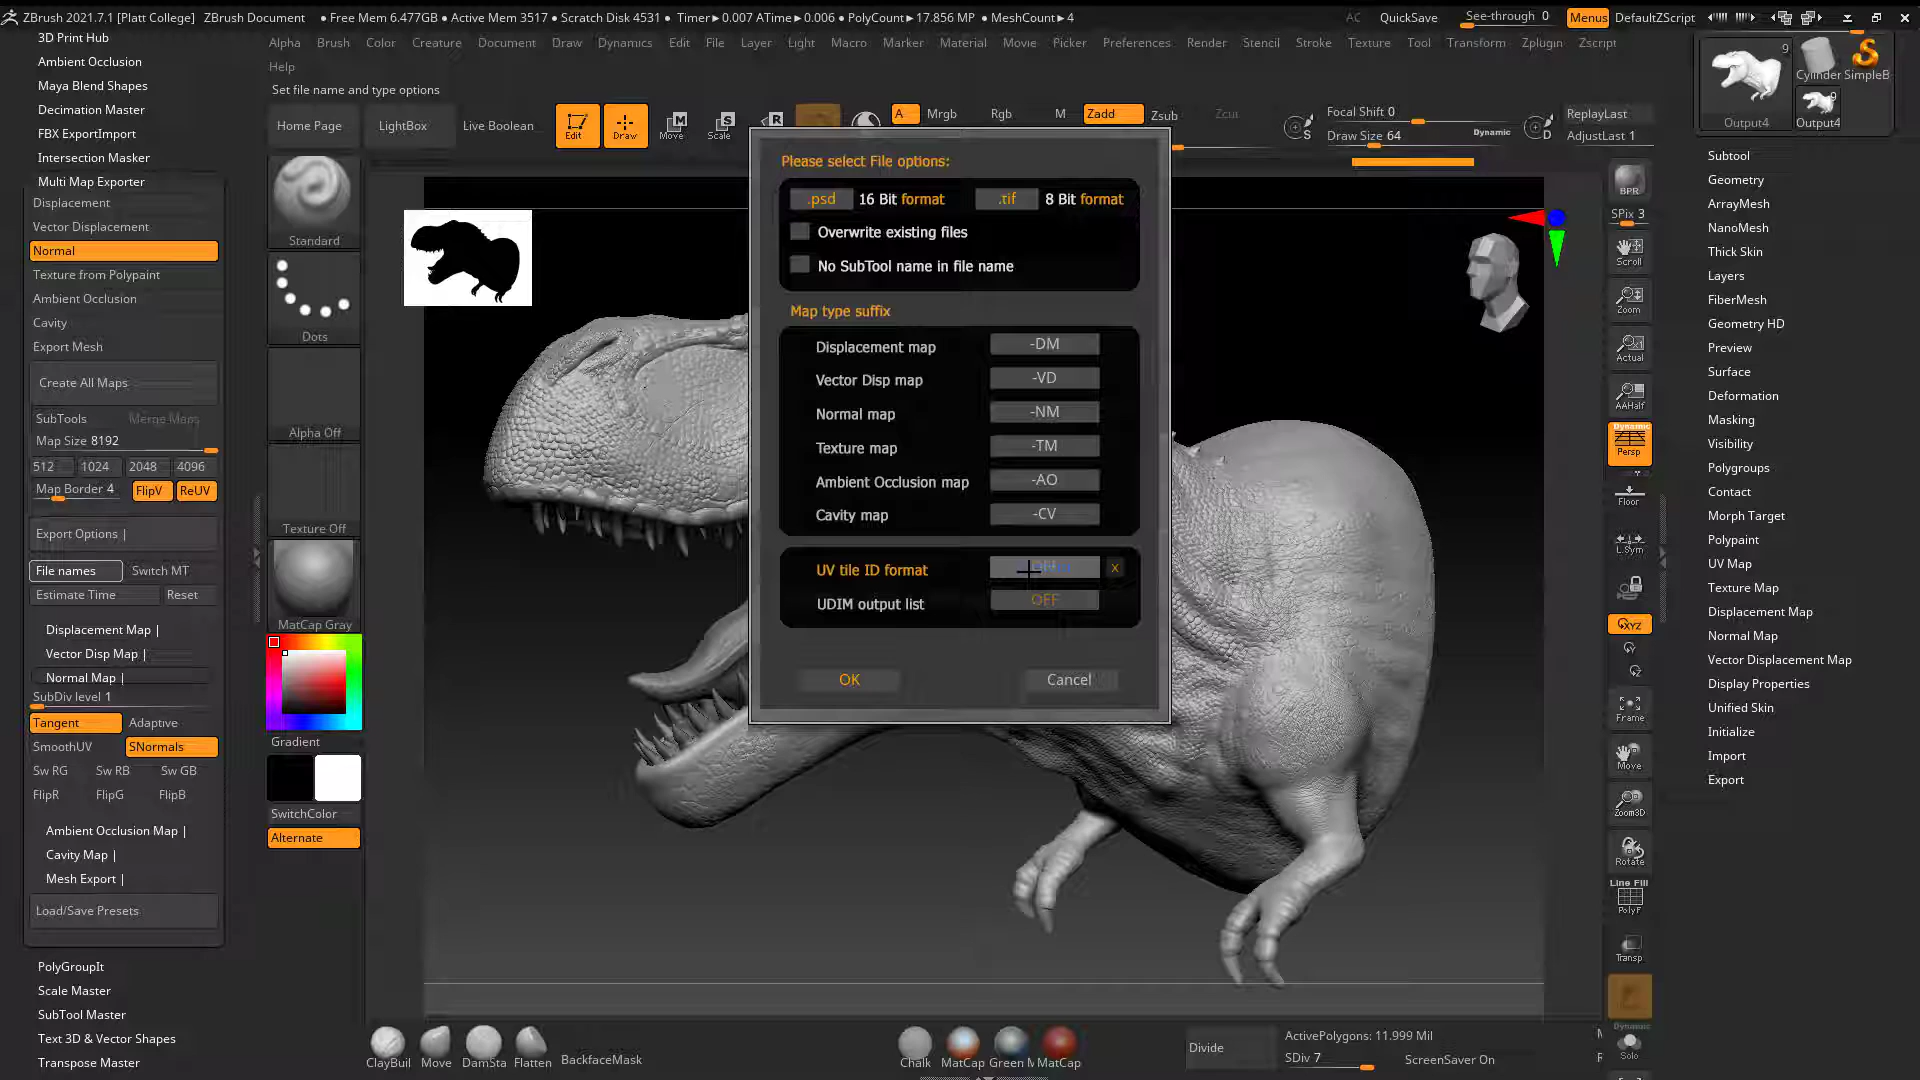 ZBrush 2021.7.1 [Platt College] ZBrush Document ● Free Mem 6.477GB ● Active Mem 3517 ● Scratch Disk 4531 ● Timer►0.007 ATime►0.006 ● PolyCount►17.856 MP ● MeshCount►4 AC QuickSave See-through 0 Menus DefaultZScript
Alpha Brush Color Creature Document Draw Dynamics Edit File Layer Light Macro Marker Material Movie Picker Preferences Render Stencil Stroke Texture Tool Transform Zplugin Zscript
Help
Set file name and type options
Home Page LightBox Live Boolean Edit Draw Move Scale
M S R
A Mrgb Rgb M Zadd Zsub Zcut
S Focal Shift 0
Draw Size 64 Dynamic
D ReplayLast
AdjustLast 1
3D Print Hub
Ambient Occlusion
Maya Blend Shapes
Decimation Master
FBX ExportImport
Intersection Masker
Multi Map Exporter
Displacement
Vector Displacement
Normal
Texture from Polypaint
Ambient Occlusion
Cavity
Export Mesh
Create All Maps
SubTools Merge Maps
Map Size 8192
512 1024 2048 4096
Map Border 4 FlipV ReUV
Export Options |
File names Switch MT
Estimate Time Reset
Displacement Map |
Vector Disp Map |
Normal Map |
SubDiv level 1
Tangent Adaptive
SmoothUV SNormals
Sw RG Sw RB Sw GB
FlipR FlipG FlipB
Ambient Occlusion Map |
Cavity Map |
Mesh Export |
Load/Save Presets
PolyGroupIt
Scale Master
SubTool Master
Text 3D & Vector Shapes
Transpose Master
Standard
Dots
Alpha Off
Texture Off
MatCap Gray
Gradient
SwitchColor
Alternate
Please select File options:
.psd 16 Bit format .tif 8 Bit format
Overwrite existing files
No SubTool name in file name
Map type suffix
Displacement map -DM
Vector Disp map -VD
Normal map -NM
Texture map -TM
Ambient Occlusion map -AO
Cavity map -CV
UV tile ID format x
UDIM output list OFF
OK Cancel
BPR
SPix 3
Scroll
Zoom
Actual
AAHalf
Dynamic
Persp
Floor
L.Sym
XYZ
Y
Z
Frame
Move
Zoom3D
Rotate
Line Fill
PolyF
Transp
Dynamic
Solo
9
Cylinder SimpleB
9
Output4 Output4
Subtool
Geometry
ArrayMesh
NanoMesh
Thick Skin
Layers
FiberMesh
Geometry HD
Preview
Surface
Deformation
Masking
Visibility
Polygroups
Contact
Morph Target
Polypaint
UV Map
Texture Map
Displacement Map
Normal Map
Vector Displacement Map
Display Properties
Unified Skin
Initialize
Import
Export
ClayBuil Move DamSta Flatten BackfaceMask Chalk MatCap Green M MatCap
Divide ActivePolygons: 11.999 Mil
SDiv 7 ScreenSaver On